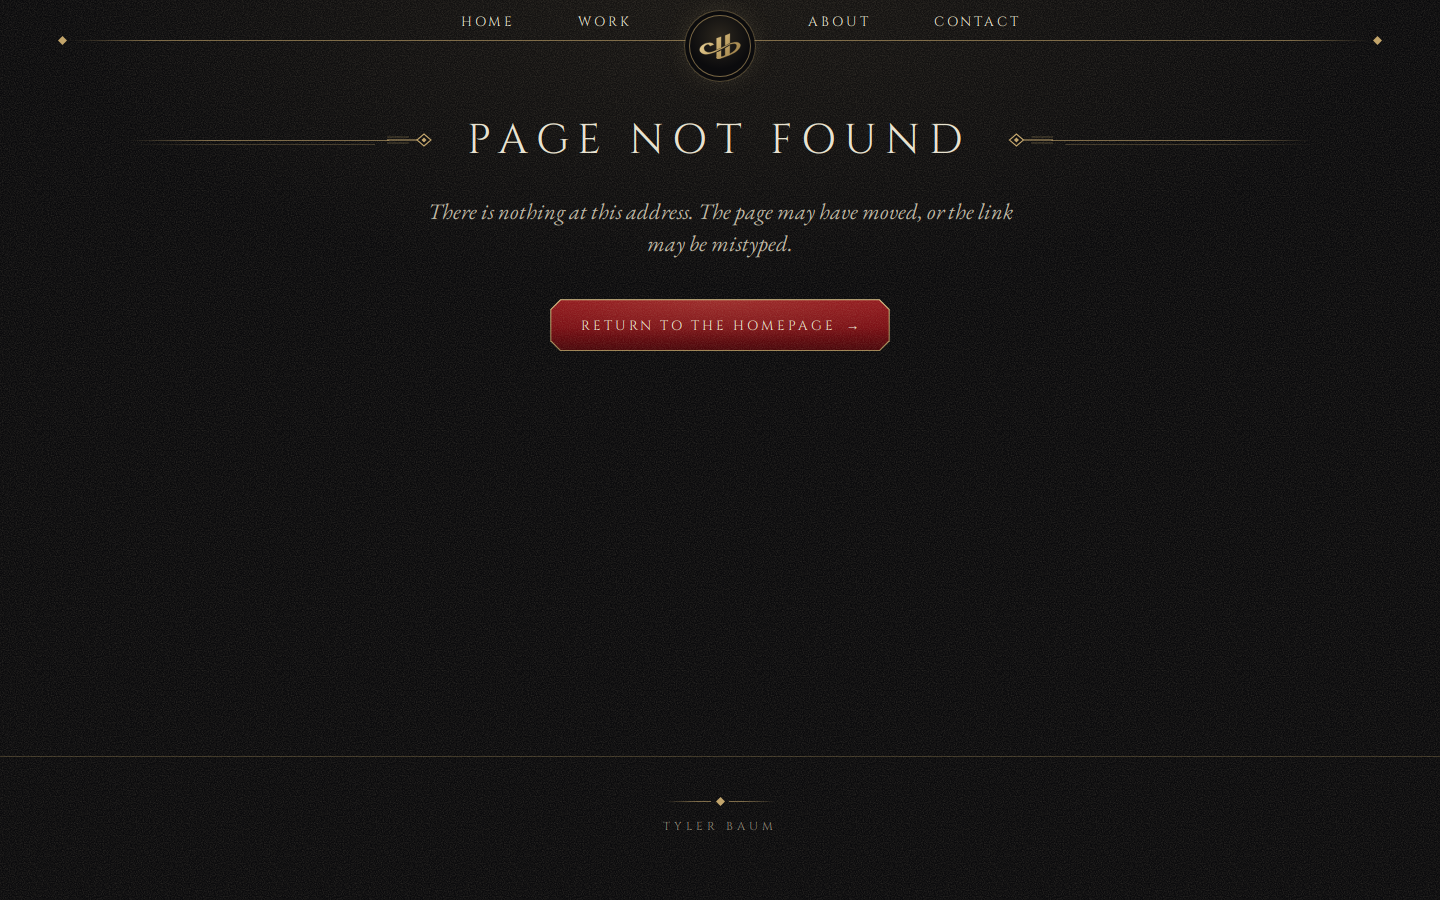 HOME WORK ABOUT CONTACT
PAGE NOT FOUND
There is nothing at this address. The page may have moved, or the link
may be mistyped.
RETURN TO THE HOMEPAGE →
TYLER BAUM